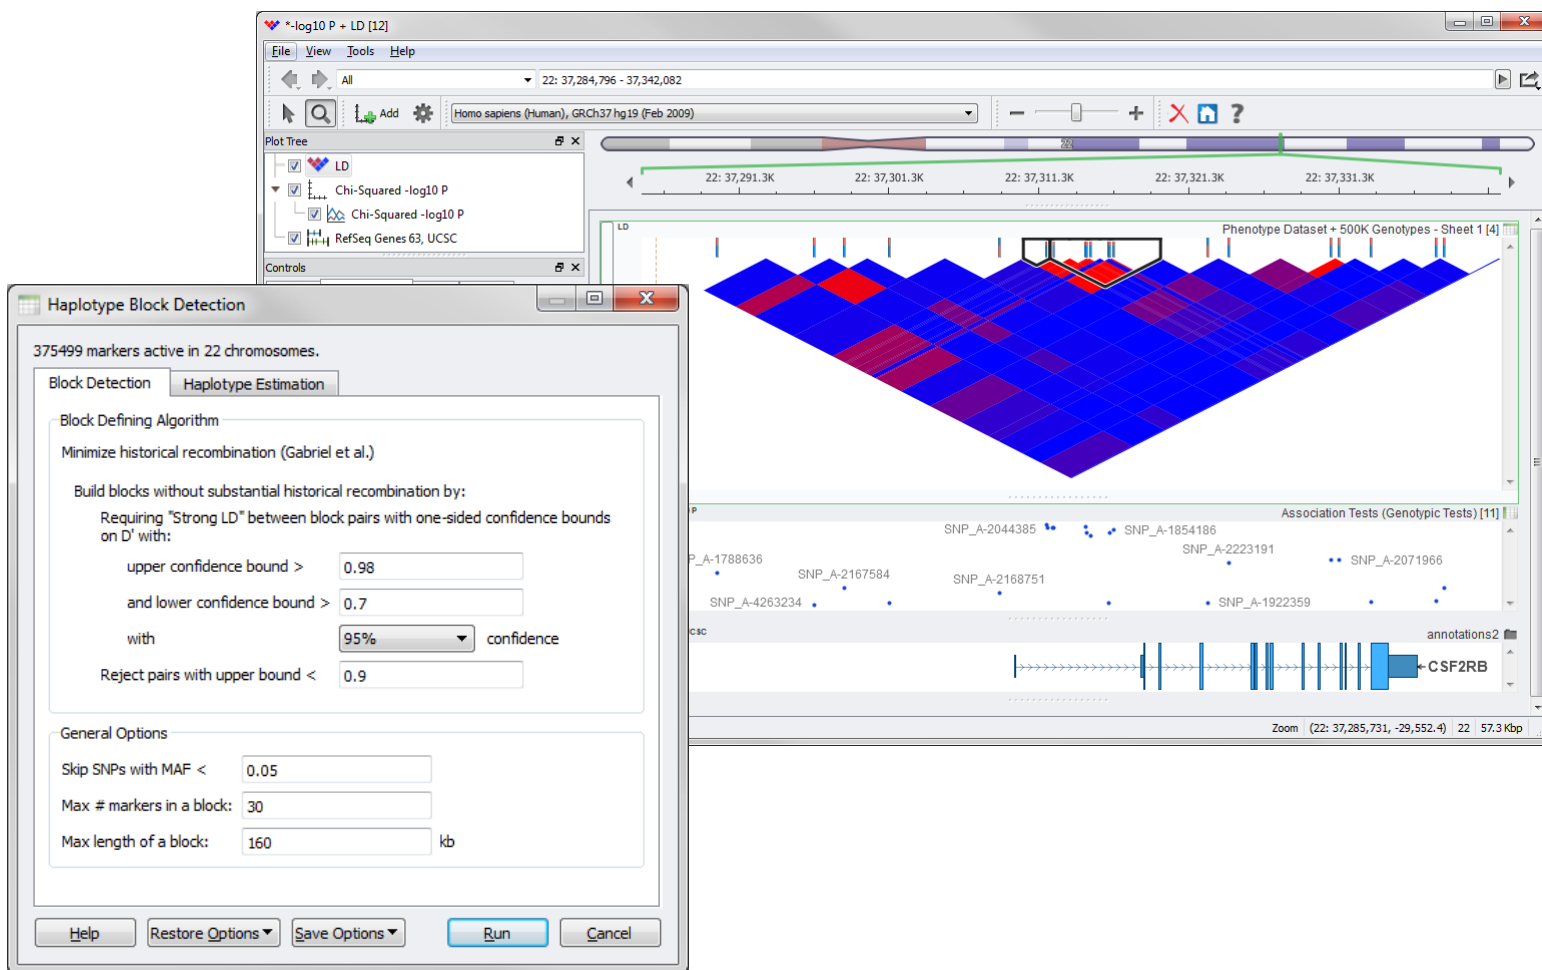 *-log10 P + LD [12]
File View Tools Help
All 22: 37,284,796 - 37,342,082
Add Homo sapiens (Human), GRCh37 hg19 (Feb 2009)
Plot Tree
22
LD
Chi-Squared -log10 P
Chi-Squared -log10 P
RefSeq Genes 63, UCSC
Controls
22: 37,291.3K 22: 37,301.3K 22: 37,311.3K 22: 37,321.3K 22: 37,331.3K
LD Phenotype Dataset + 500K Genotypes - Sheet 1 [4]
P Association Tests (Genotypic Tests) [11]
SNP_A-2044385 SNP_A-1854186
SNP_A-2223191
P_A-1788636 SNP_A-2071966
SNP_A-2167584 SNP_A-2168751
SNP_A-4263234 SNP_A-1922359
CSC annotations2
CSF2RB
Zoom (22: 37,285,731, -29,552.4) 22 57.3 Kbp
Haplotype Block Detection
375499 markers active in 22 chromosomes.
Block Detection Haplotype Estimation
Block Defining Algorithm
Minimize historical recombination (Gabriel et al.)
Build blocks without substantial historical recombination by:
Requiring "Strong LD" between block pairs with one-sided confidence bounds
on D' with:
upper confidence bound > 0.98
and lower confidence bound > 0.7
with 95% confidence
Reject pairs with upper bound < 0.9
General Options
Skip SNPs with MAF < 0.05
Max # markers in a block: 30
Max length of a block: 160 kb
Help Restore Options Save Options Run Cancel